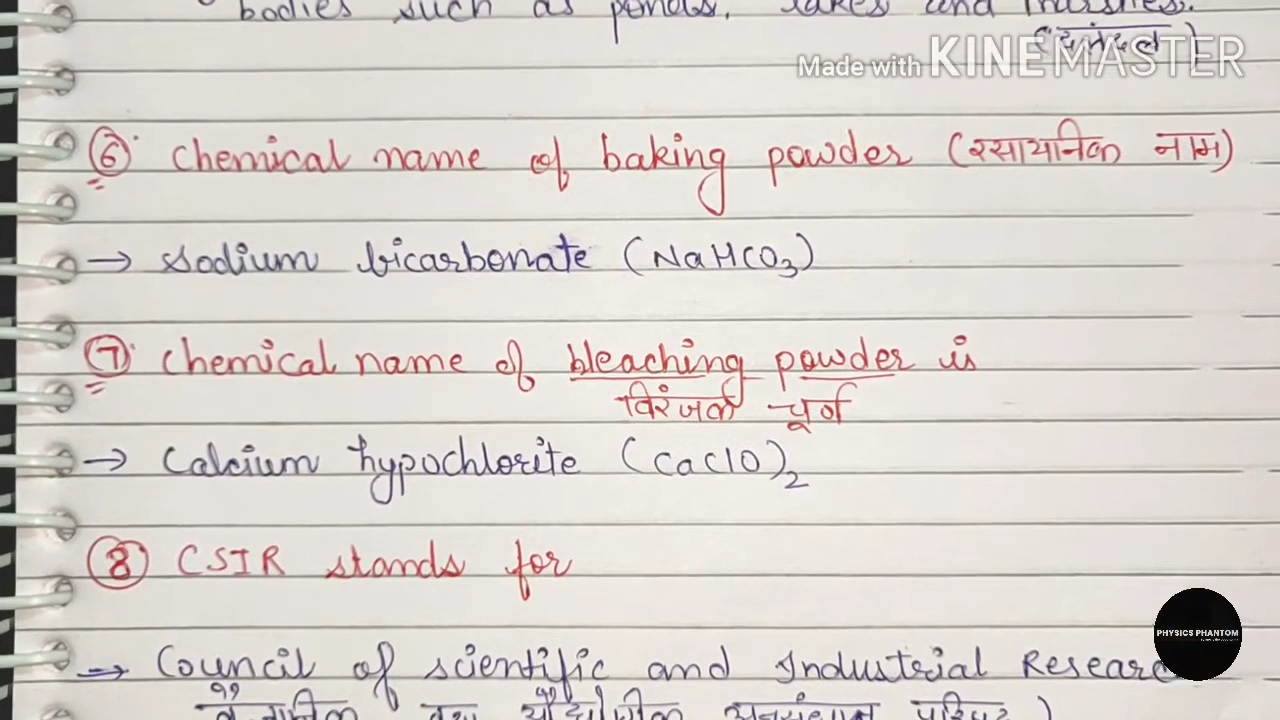 bodies such as ponds, lakes and marshes.
Made with KINEMASTER
⑥ Chemical name of baking powder (रसायनिक नाम)
→ Sodium bicarbonate (NaHCO₃)
⑦ Chemical name of bleaching powder is
विरंजक चूर्ण
→ Calcium hypochlorite (CaClO)₂
⑧ CSIR stands for
PHYSICS PHANTOM
→ Council of scientific and Industrial Resear